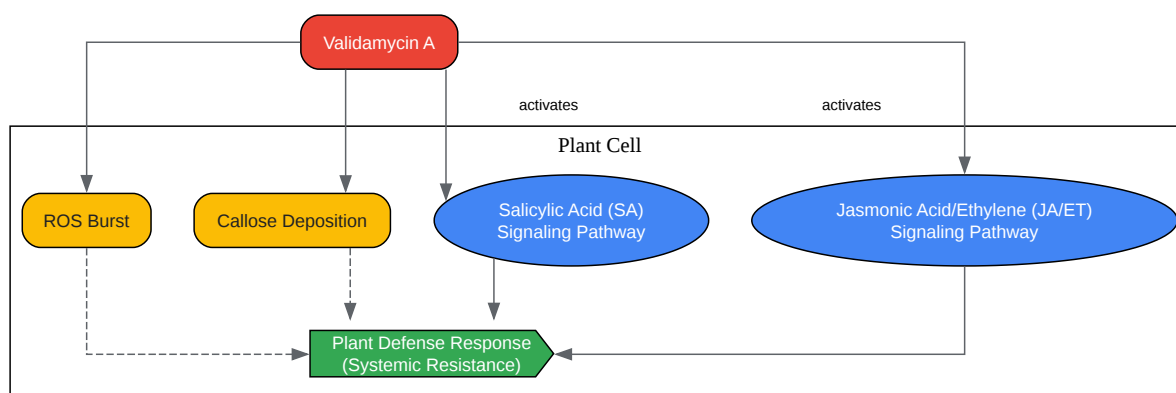 Validamycin A
activates
activates
Plant Cell
ROS Burst
Callose Deposition
Salicylic Acid (SA)
Signaling Pathway
Jasmonic Acid/Ethylene (JA/ET)
Signaling Pathway
Plant Defense Response
(Systemic Resistance)